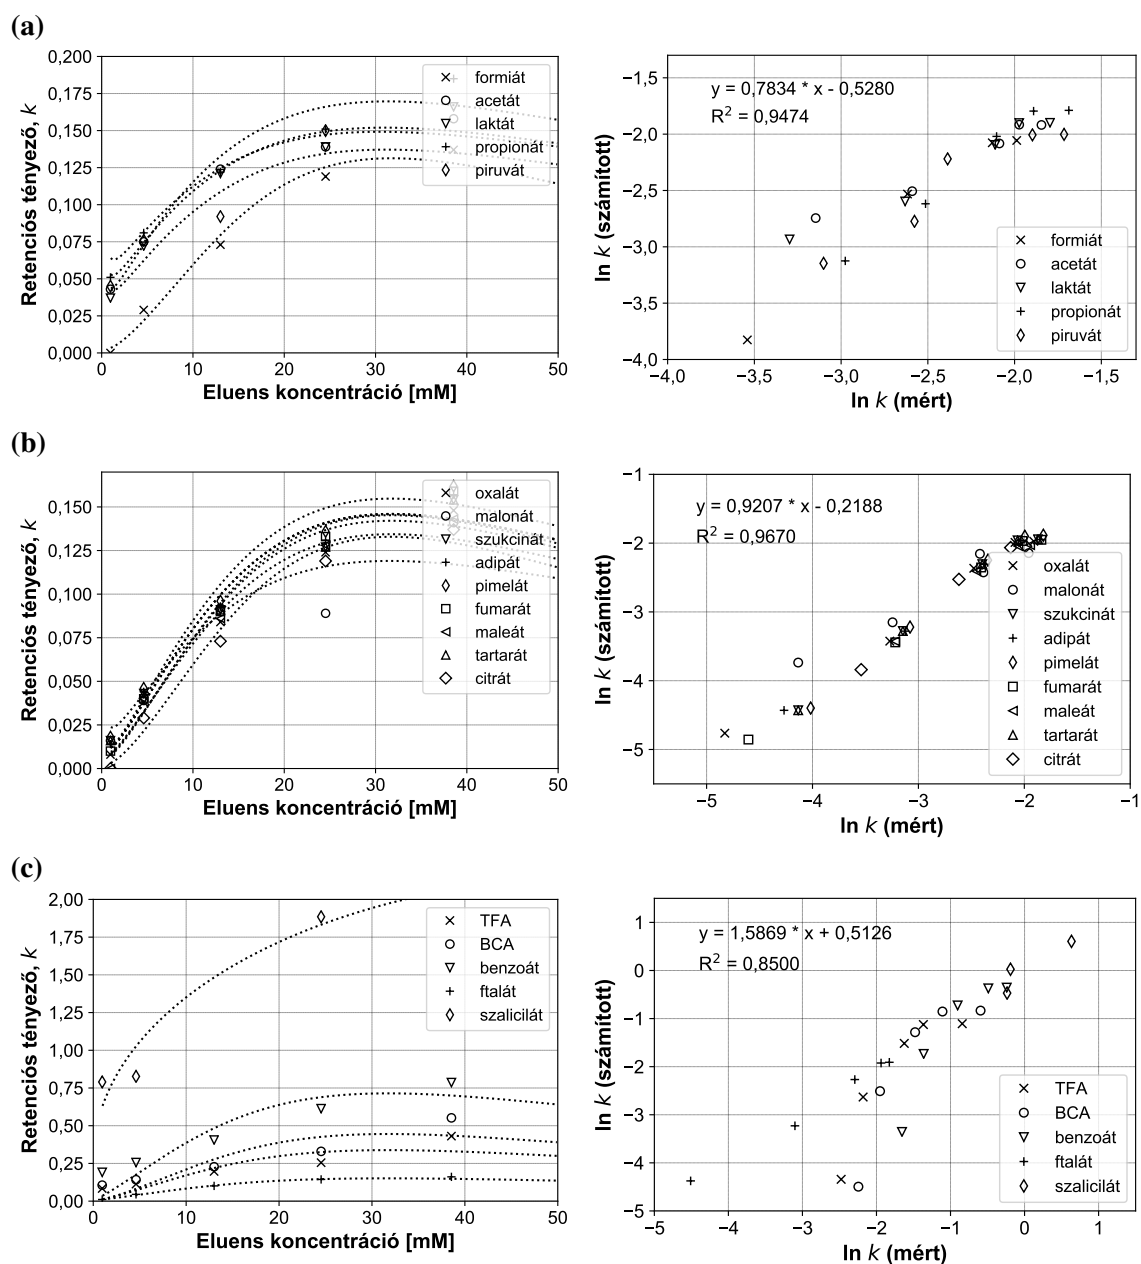 (a)
Retenciós tényező, k
0,200
0,175
0,150
0,125
0,100
0,075
0,050
0,025
0,000
0
10
20
30
40
50
Eluens koncentráció [mM]
formiát
acetát
laktát
propionát
piruvát
ln k (számított)
−1,5
−2,0
−2,5
−3,0
−3,5
−4,0
−4,0
−3,5
−3,0
−2,5
−2,0
−1,5
ln k (mért)
y = 0,7834 * x - 0,5280
R² = 0,9474
formiát
acetát
laktát
propionát
piruvát
(b)
Retenciós tényező, k
0,150
0,125
0,100
0,075
0,050
0,025
0,000
0
10
20
30
40
50
Eluens koncentráció [mM]
oxalát
malonát
szukcinát
adipát
pimelát
fumarát
maleát
tartarát
citrát
ln k (számított)
−1
−2
−3
−4
−5
−5
−4
−3
−2
−1
ln k (mért)
y = 0,9207 * x - 0,2188
R² = 0,9670
oxalát
malonát
szukcinát
adipát
pimelát
fumarát
maleát
tartarát
citrát
(c)
Retenciós tényező, k
2,00
1,75
1,50
1,25
1,00
0,75
0,50
0,25
0,00
0
10
20
30
40
50
Eluens koncentráció [mM]
TFA
BCA
benzoát
ftalát
szalicilát
ln k (számított)
1
0
−1
−2
−3
−4
−5
−5
−4
−3
−2
−1
0
1
ln k (mért)
y = 1,5869 * x + 0,5126
R² = 0,8500
TFA
BCA
benzoát
ftalát
szalicilát